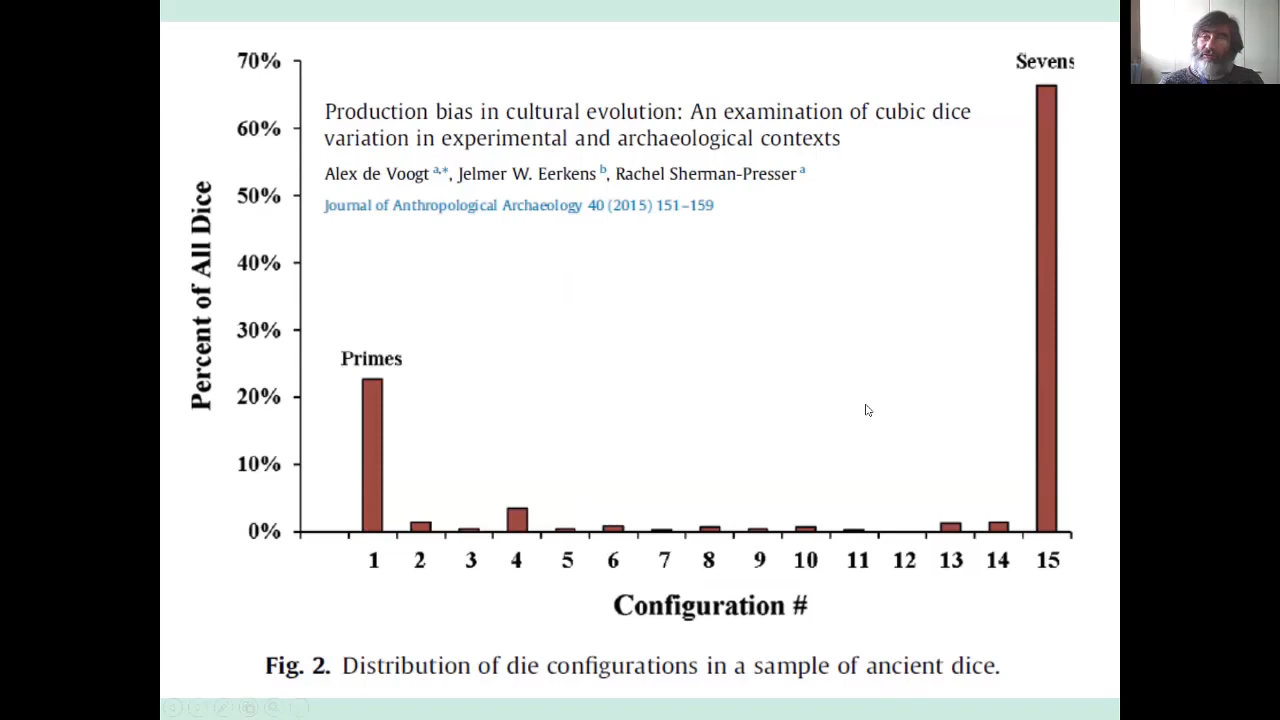 70%
Sevens
Production bias in cultural evolution: An examination of cubic dice
variation in experimental and archaeological contexts
60%
Alex de Voogt a,*, Jelmer W. Eerkens b, Rachel Sherman-Presser a
Journal of Anthropological Archaeology 40 (2015) 151–159
50%
40%
30%
Primes
20%
10%
0%
Percent of All Dice
1 2 3 4 5 6 7 8 9 10 11 12 13 14 15
Configuration #
Fig. 2. Distribution of die configurations in a sample of ancient dice.